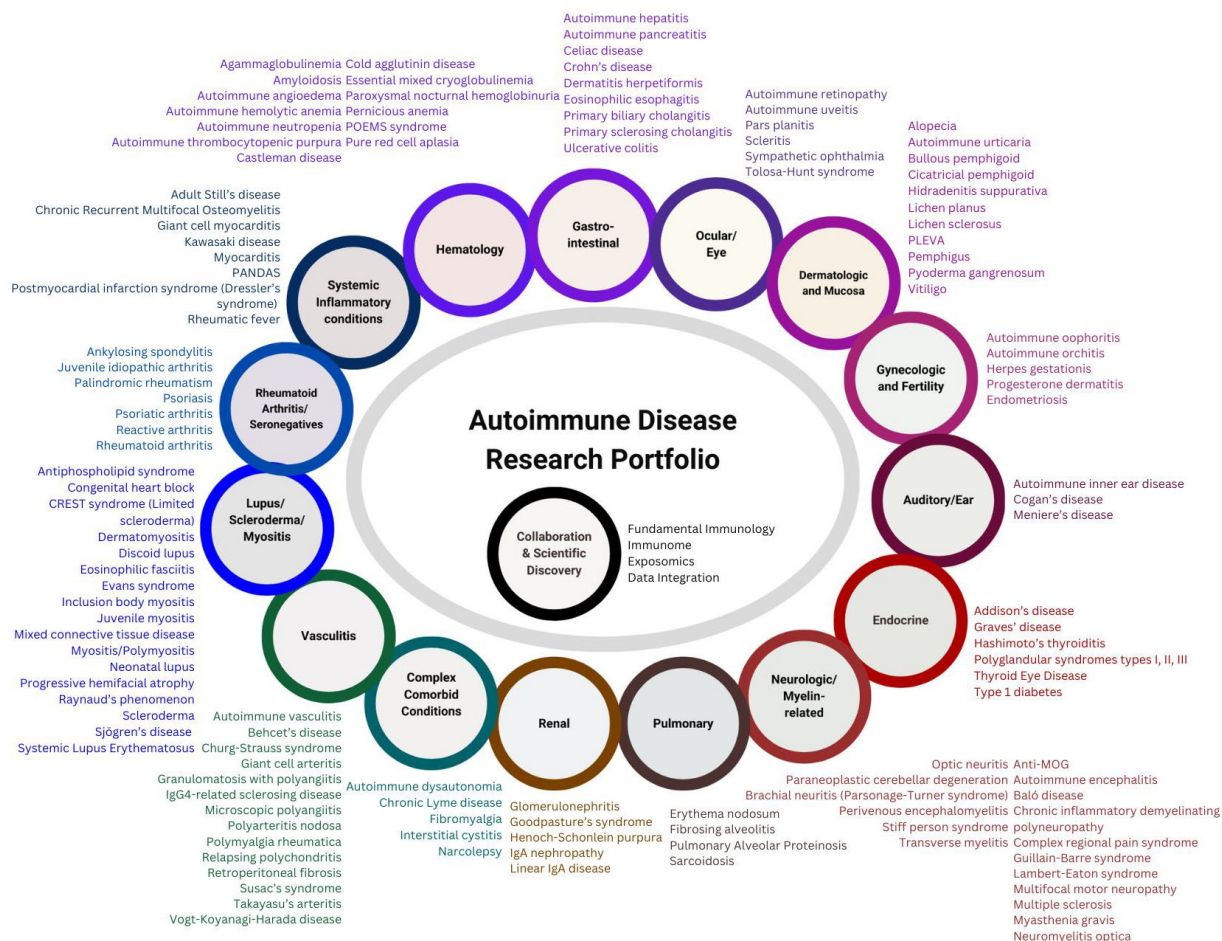 Autoimmune Disease
Research Portfolio
Collaboration
& Scientific
Discovery
Fundamental Immunology
Immunome
Exposomics
Data Integration
Hematology
Agammaglobulinemia
Amyloidosis
Autoimmune angioedema
Autoimmune hemolytic anemia
Autoimmune neutropenia
Autoimmune thrombocytopenic purpura
Castleman disease
Cold agglutinin disease
Essential mixed cryoglobulinemia
Paroxysmal nocturnal hemoglobinuria
Pernicious anemia
POEMS syndrome
Pure red cell aplasia
Gastro-
intestinal
Autoimmune hepatitis
Autoimmune pancreatitis
Celiac disease
Crohn's disease
Dermatitis herpetiformis
Eosinophilic esophagitis
Primary biliary cholangitis
Primary sclerosing cholangitis
Ulcerative colitis
Ocular/
Eye
Autoimmune retinopathy
Autoimmune uveitis
Pars planitis
Scleritis
Sympathetic ophthalmia
Tolosa-Hunt syndrome
Dermatologic
and Mucosa
Alopecia
Autoimmune urticaria
Bullous pemphigoid
Cicatricial pemphigoid
Hidradenitis suppurativa
Lichen planus
Lichen sclerosus
PLEVA
Pemphigus
Pyoderma gangrenosum
Vitiligo
Gynecologic
and Fertility
Autoimmune oophoritis
Autoimmune orchitis
Herpes gestationis
Progesterone dermatitis
Endometriosis
Auditory/Ear
Autoimmune inner ear disease
Cogan's disease
Meniere's disease
Endocrine
Addison's disease
Graves' disease
Hashimoto's thyroiditis
Polyglandular syndromes types I, II, III
Thyroid Eye Disease
Type 1 diabetes
Neurologic/
Myelin-
related
Optic neuritis
Paraneoplastic cerebellar degeneration
Brachial neuritis (Parsonage-Turner syndrome)
Perivenous encephalomyelitis
Stiff person syndrome
Transverse myelitis
Anti-MOG
Autoimmune encephalitis
Baló disease
Chronic inflammatory demyelinating
polyneuropathy
Complex regional pain syndrome
Guillain-Barre syndrome
Lambert-Eaton syndrome
Multifocal motor neuropathy
Multiple sclerosis
Myasthenia gravis
Neuromyelitis optica
Pulmonary
Erythema nodosum
Fibrosing alveolitis
Pulmonary Alveolar Proteinosis
Sarcoidosis
Renal
Glomerulonephritis
Goodpasture's syndrome
Henoch-Schonlein purpura
IgA nephropathy
Linear IgA disease
Complex
Comorbid
Conditions
Autoimmune dysautonomia
Chronic Lyme disease
Fibromyalgia
Interstitial cystitis
Narcolepsy
Vasculitis
Autoimmune vasculitis
Behcet's disease
Churg-Strauss syndrome
Giant cell arteritis
Granulomatosis with polyangiitis
IgG4-related sclerosing disease
Microscopic polyangiitis
Polyarteritis nodosa
Polymyalgia rheumatica
Relapsing polychondritis
Retroperitoneal fibrosis
Susac's syndrome
Takayasu's arteritis
Vogt-Koyanagi-Harada disease
Lupus/
Scleroderma/
Myositis
Antiphospholipid syndrome
Congenital heart block
CREST syndrome (Limited
scleroderma)
Dermatomyositis
Discoid lupus
Eosinophilic fasciitis
Evans syndrome
Inclusion body myositis
Juvenile myositis
Mixed connective tissue disease
Myositis/Polymyositis
Neonatal lupus
Progressive hemifacial atrophy
Raynaud's phenomenon
Scleroderma
Sjögren's disease
Systemic Lupus Erythematosus
Rheumatoid
Arthritis/
Seronegatives
Ankylosing spondylitis
Juvenile idiopathic arthritis
Palindromic rheumatism
Psoriasis
Psoriatic arthritis
Reactive arthritis
Rheumatoid arthritis
Systemic
Inflammatory
conditions
Adult Still's disease
Chronic Recurrent Multifocal Osteomyelitis
Giant cell myocarditis
Kawasaki disease
Myocarditis
PANDAS
Postmyocardial infarction syndrome (Dressler's
syndrome)
Rheumatic fever